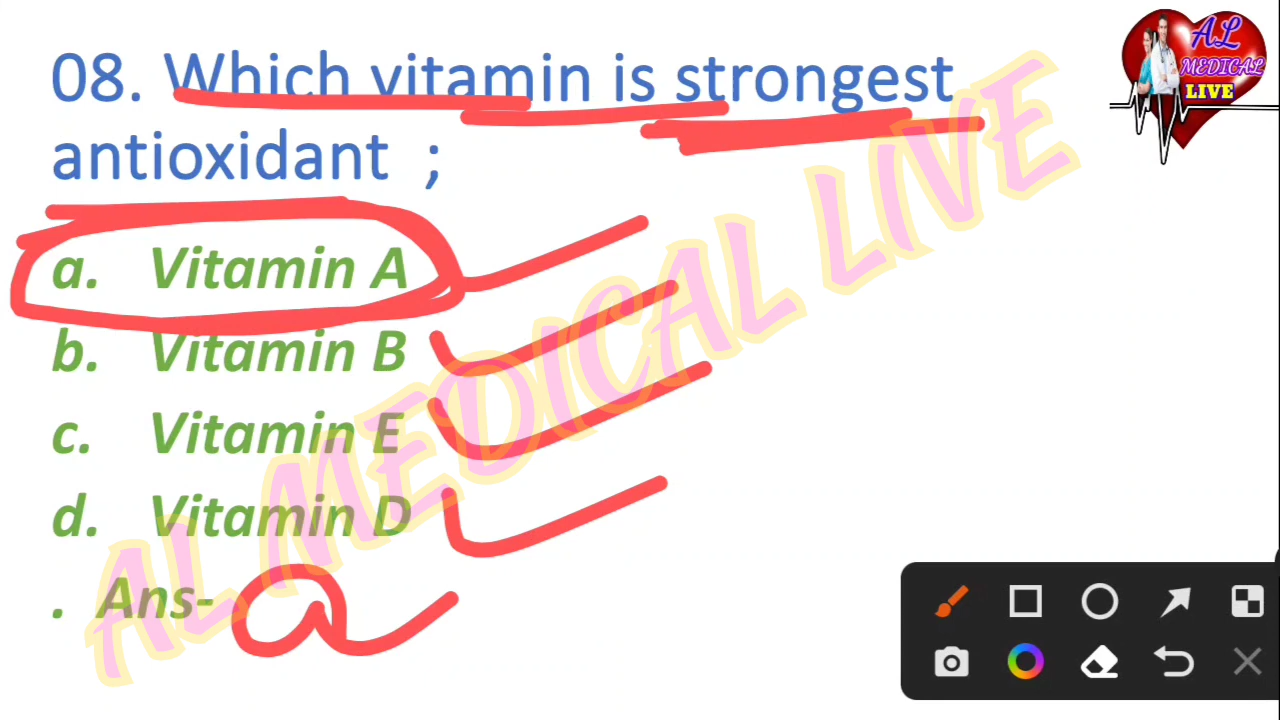 08. Which vitamin is strongest
antioxidant ;
a. Vitamin A
b. Vitamin B
c. Vitamin E
d. Vitamin D
. Ans- a
AL MEDICAL LIVE
AL
MEDICAL
LIVE